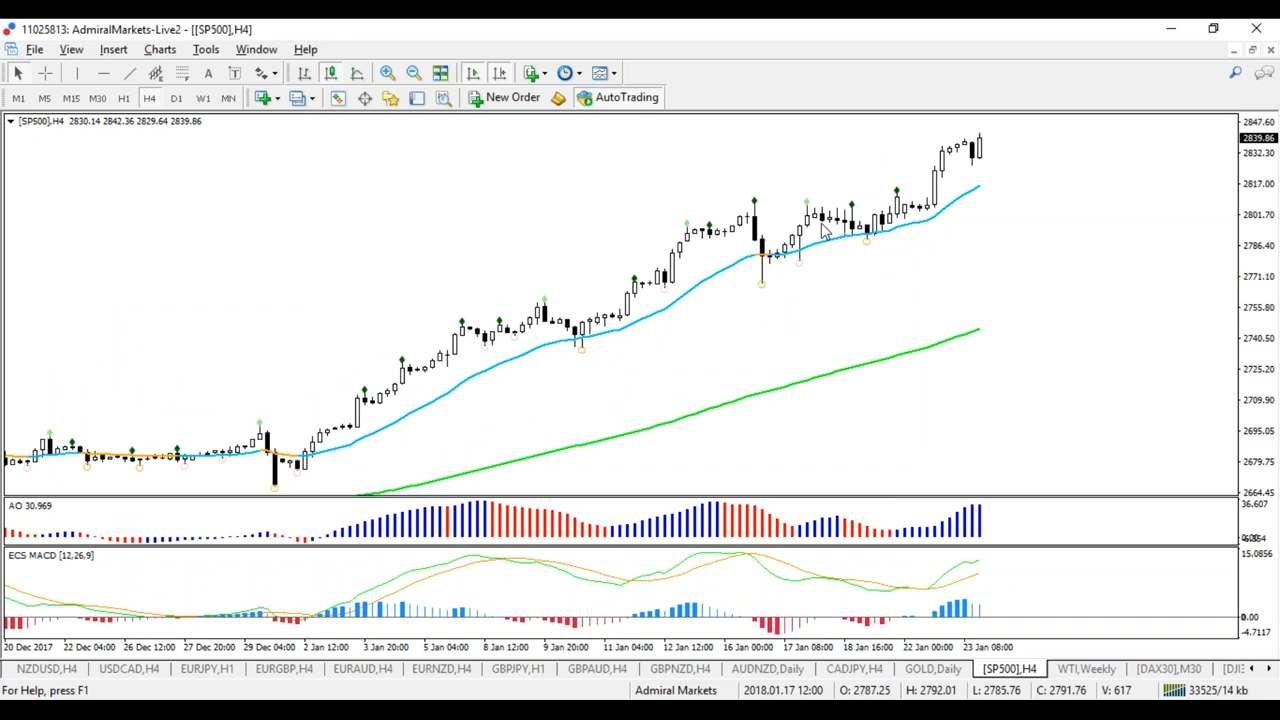 11025813: AdmiralMarkets-Live2 - [[SP500],H4]
File View Insert Charts Tools Window Help
A T
M1 M5 M15 M30 H1 H4 D1 W1 MN New Order AutoTrading
[SP500],H4 2830.14 2842.36 2829.64 2839.86
2847.60
2839.86
2832.30
2817.00
2801.70
2786.40
2771.10
2755.80
2740.50
2725.20
2709.90
2695.05
2679.75
2664.45
AO 30.969
36.607
ECS MACD [12,26,9]
15.0856
0.00
-4.7117
20 Dec 2017 22 Dec 04:00 26 Dec 12:00 27 Dec 20:00 29 Dec 04:00 2 Jan 12:00 3 Jan 20:00 5 Jan 04:00 8 Jan 12:00 9 Jan 20:00 11 Jan 04:00 12 Jan 12:00 16 Jan 00:00 17 Jan 08:00 18 Jan 16:00 22 Jan 00:00 23 Jan 08:00
NZDUSD,H4 USDCAD,H4 EURJPY,H1 EURGBP,H4 EURAUD,H4 EURNZD,H4 GBPJPY,H1 GBPAUD,H4 GBPNZD,H4 AUDNZD,Daily CADJPY,H4 GOLD,Daily [SP500],H4 WTI,Weekly [DAX30],M30 [DJI
For Help, press F1 Admiral Markets 2018.01.17 12:00 O: 2787.25 H: 2792.01 L: 2785.76 C: 2791.76 V: 617 33525/14 kb